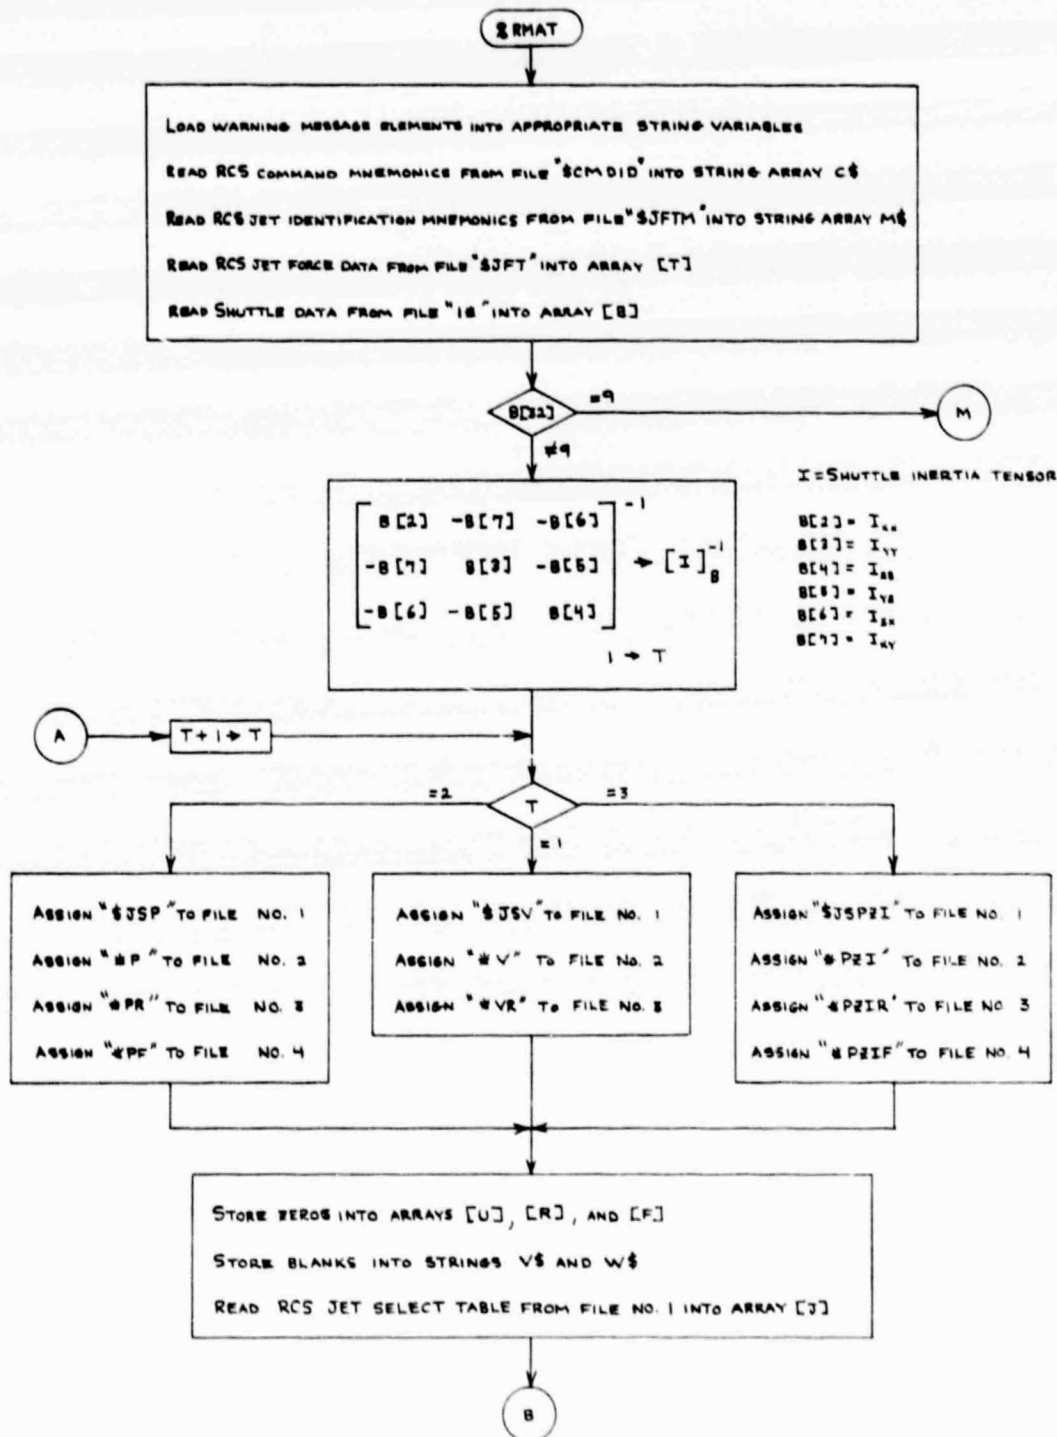 %RMAT
LOAD WARNING MESSAGE ELEMENTS INTO APPROPRIATE STRING VARIABLES
READ RCS COMMAND MNEMONICS FROM FILE "$CMDID" INTO STRING ARRAY C$
READ RCS JET IDENTIFICATION MNEMONICS FROM FILE "$JFTM" INTO STRING ARRAY M$
READ RCS JET FORCE DATA FROM FILE "$JFT" INTO ARRAY [T]
READ SHUTTLE DATA FROM FILE "IB" INTO ARRAY [B]
B[32]
=9
M
≠9
I = SHUTTLE INERTIA TENSOR
B[2] = Ixx
B[3] = Iyy
B[4] = Izz
B[5] = Iyz
B[6] = Izx
B[7] = Ixy
B[2] -B[7] -B[6] -1
-B[7] B[3] -B[5] → [I]B -1
-B[6] -B[5] B[4]
1 → T
A
T + 1 → T
=2
T
=3
=1
ASSIGN "$JSP" TO FILE NO. 1
ASSIGN "#P" TO FILE NO. 2
ASSIGN "#PR" TO FILE NO. 3
ASSIGN "#PF" TO FILE NO. 4
ASSIGN "$JSV" TO FILE NO. 1
ASSIGN "#V" TO FILE NO. 2
ASSIGN "#VR" TO FILE NO. 3
ASSIGN "$JSPZI" TO FILE NO. 1
ASSIGN "#PZI" TO FILE NO. 2
ASSIGN "#PZIR" TO FILE NO. 3
ASSIGN "#PZIF" TO FILE NO. 4
STORE ZEROS INTO ARRAYS [U], [R], AND [F]
STORE BLANKS INTO STRINGS V$ AND W$
READ RCS JET SELECT TABLE FROM FILE NO. 1 INTO ARRAY [J]
B